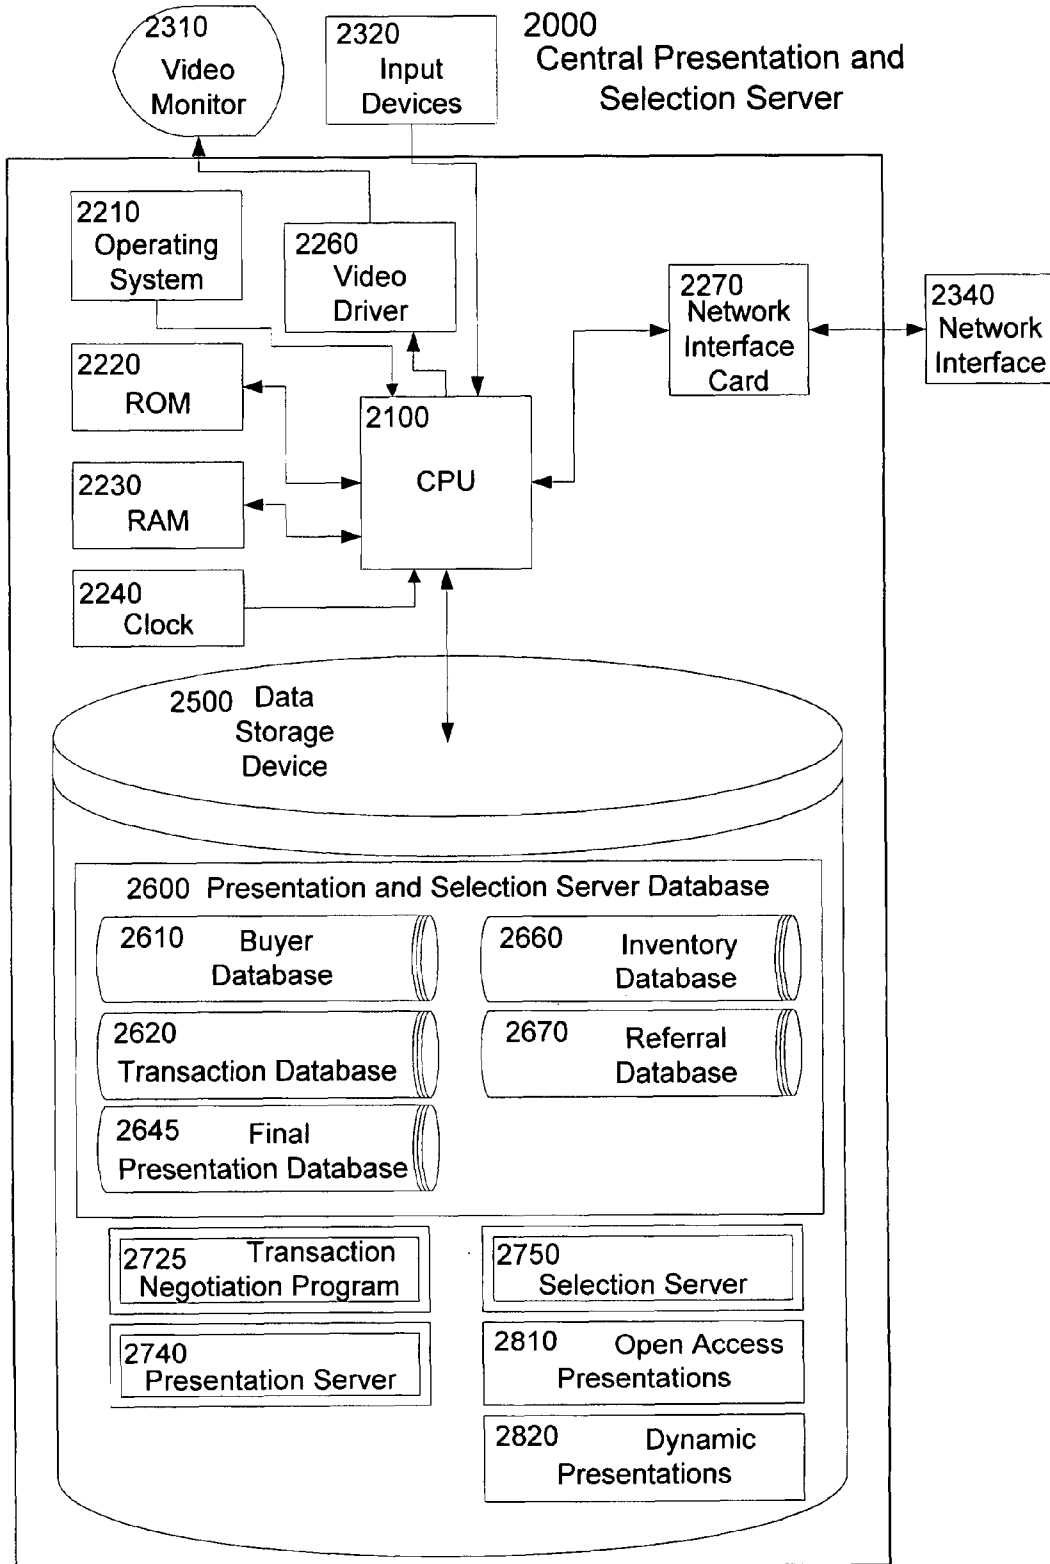 2310
Video
Monitor
2320
Input
Devices
2000
Central Presentation and
Selection Server
2210
Operating
System
2260
Video
Driver
2270
Network
Interface
Card
2340
Network
Interface
2220
ROM
2100
CPU
2230
RAM
2240
Clock
2500 Data
Storage
Device
2600 Presentation and Selection Server Database
2610 Buyer
Database
2660 Inventory
Database
2620
Transaction Database
2670 Referral
Database
2645 Final
Presentation Database
2725 Transaction
Negotiation Program
2750
Selection Server
2740
Presentation Server
2810 Open Access
Presentations
2820 Dynamic
Presentations